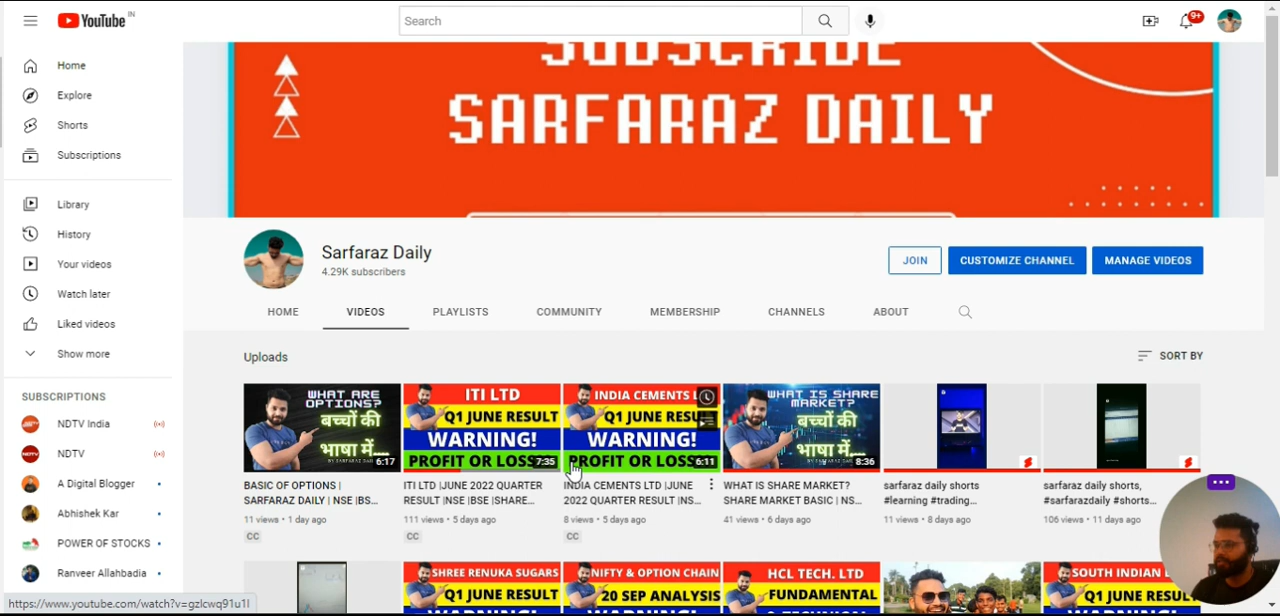 YouTube IN
Search
9+
Home
Explore
Shorts
Subscriptions
Library
History
Your videos
Watch later
Liked videos
Show more
SUBSCRIPTIONS
NDTV India
NDTV
A Digital Blogger
Abhishek Kar
POWER OF STOCKS
Ranveer Allahbadia
SUBSCRIBE
SARFARAZ DAILY
Sarfaraz Daily
4.29K subscribers
JOIN
CUSTOMIZE CHANNEL
MANAGE VIDEOS
HOME
VIDEOS
PLAYLISTS
COMMUNITY
MEMBERSHIP
CHANNELS
ABOUT
Uploads
SORT BY
WHAT ARE
OPTIONS?
बच्चों की
भाषा में....
BY SARFARAZ
6:17
BASIC OF OPTIONS |
SARFARAZ DAILY | NSE |BS...
11 views • 1 day ago
CC
ITI LTD
Q1 JUNE RESULT
WARNING!
PROFIT OR LOSS
7:35
ITI LTD |JUNE 2022 QUARTER
RESULT |NSE |BSE |SHARE...
111 views • 5 days ago
CC
INDIA CEMENTS L
Q1 JUNE RESU
WARNING!
PROFIT OR LOSS
6:11
INDIA CEMENTS LTD |JUNE
2022 QUARTER RESULT |NS...
8 views • 5 days ago
CC
WHAT IS SHARE
MARKET?
बच्चों की
भाषा में...
8:36
WHAT IS SHARE MARKET?
SHARE MARKET BASIC | NS...
41 views • 6 days ago
sarfaraz daily shorts
#learning #trading...
11 views • 8 days ago
sarfaraz daily shorts,
#sarfarazdaily #shorts...
106 views • 11 days ago
SHREE RENUKA SUGARS
NIFTY & OPTION CHAIN
20 SEP ANALYSIS
HCL TECH. LTD
FUNDAMENTAL
SOUTH INDIAN
https://www.youtube.com/watch?v=gzlcwq91u1I